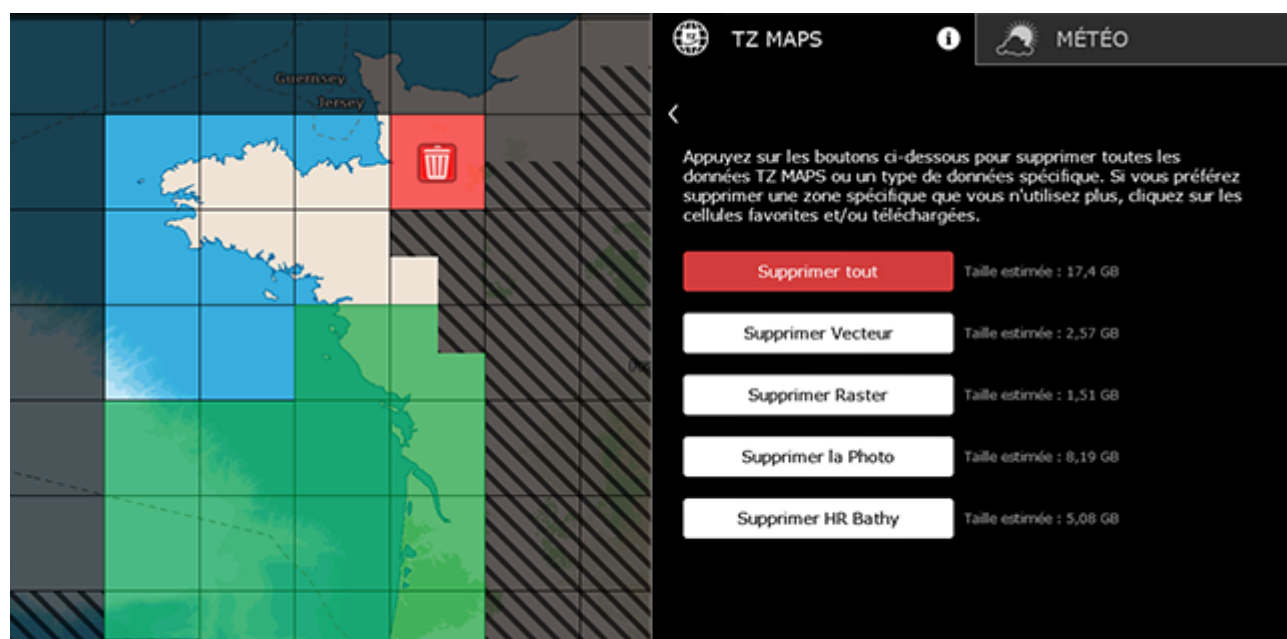 Guernsey
Jersey
TZ MAPS
MÉTÉO
Appuyez sur les boutons ci-dessous pour supprimer toutes les
données TZ MAPS ou un type de données spécifique. Si vous préférez
supprimer une zone spécifique que vous n'utilisez plus, cliquez sur les
cellules favorites et/ou téléchargées.
Supprimer tout Taille estimée : 17,4 GB
Supprimer Vecteur Taille estimée : 2,57 GB
Supprimer Raster Taille estimée : 1,51 GB
Supprimer la Photo Taille estimée : 8,19 GB
Supprimer HR Bathy Taille estimée : 5,08 GB